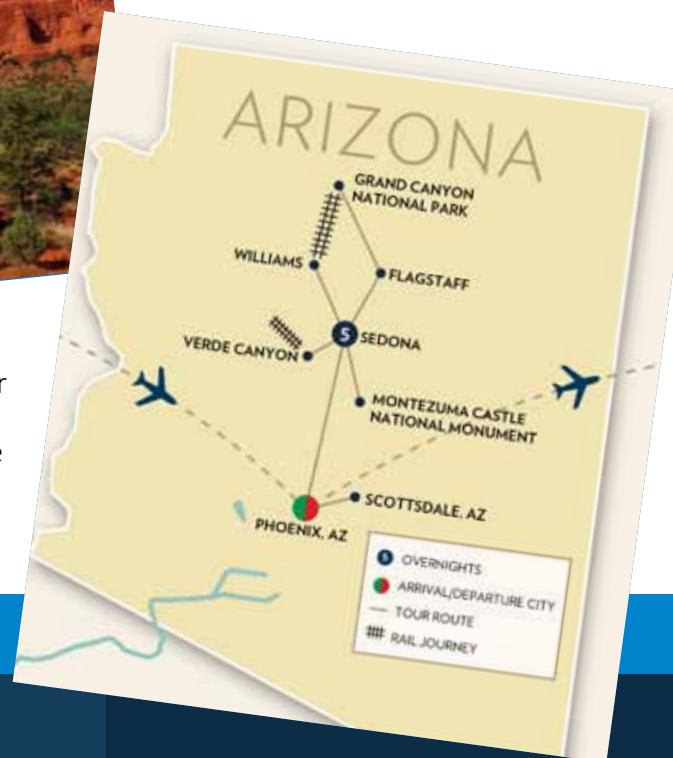 ARIZONA
GRAND CANYON
NATIONAL PARK
WILLIAMS
FLAGSTAFF
5
SEDONA
VERDE CANYON
MONTEZUMA CASTLE
NATIONAL MONUMENT
SCOTTSDALE, AZ
PHOENIX, AZ
5 OVERNIGHTS
ARRIVAL/DEPARTURE CITY
TOUR ROUTE
RAIL JOURNEY